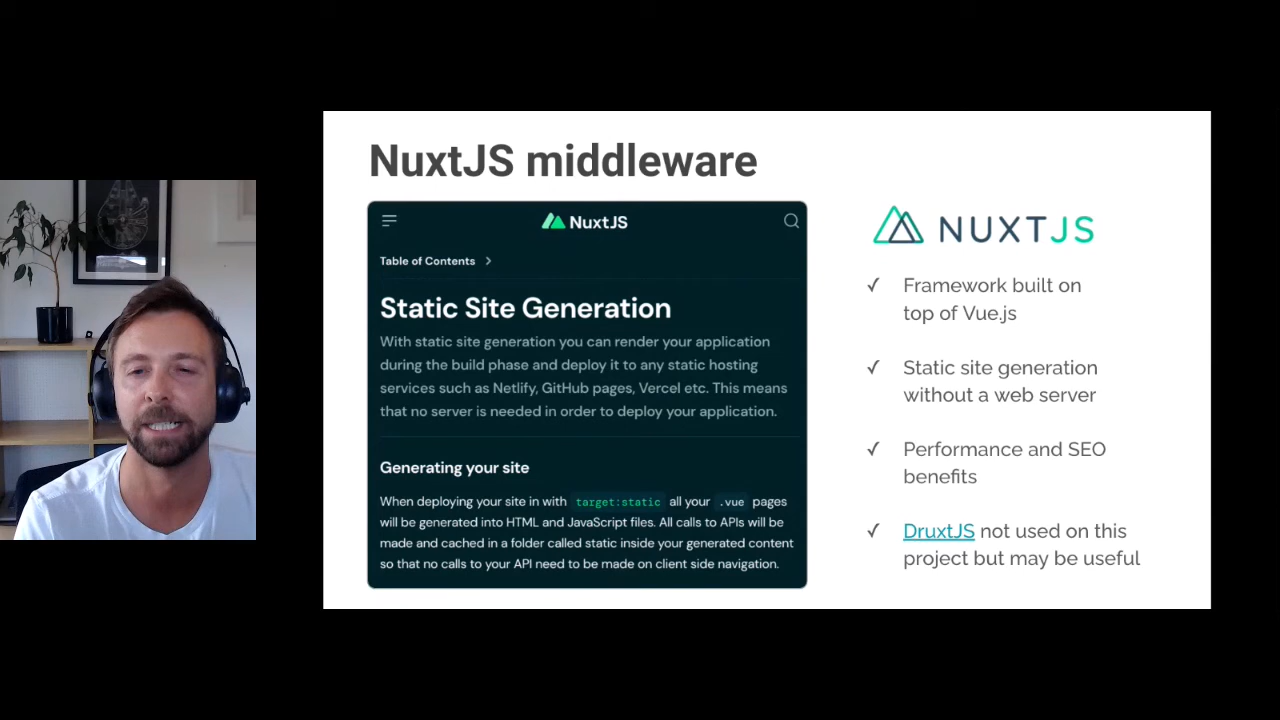 NuxtJS middleware
NuxtJS
Table of Contents
Static Site Generation
With static site generation you can render your application
during the build phase and deploy it to any static hosting
services such as Netlify, GitHub pages, Vercel etc. This means
that no server is needed in order to deploy your application.
Generating your site
When deploying your site in with target:static all your .vue pages
will be generated into HTML and JavaScript files. All calls to APIs will be
made and cached in a folder called static inside your generated content
so that no calls to your API need to be made on client side navigation.
NUXTJS
✓ Framework built on
top of Vue.js
✓ Static site generation
without a web server
✓ Performance and SEO
benefits
✓ DruxtJS not used on this
project but may be useful